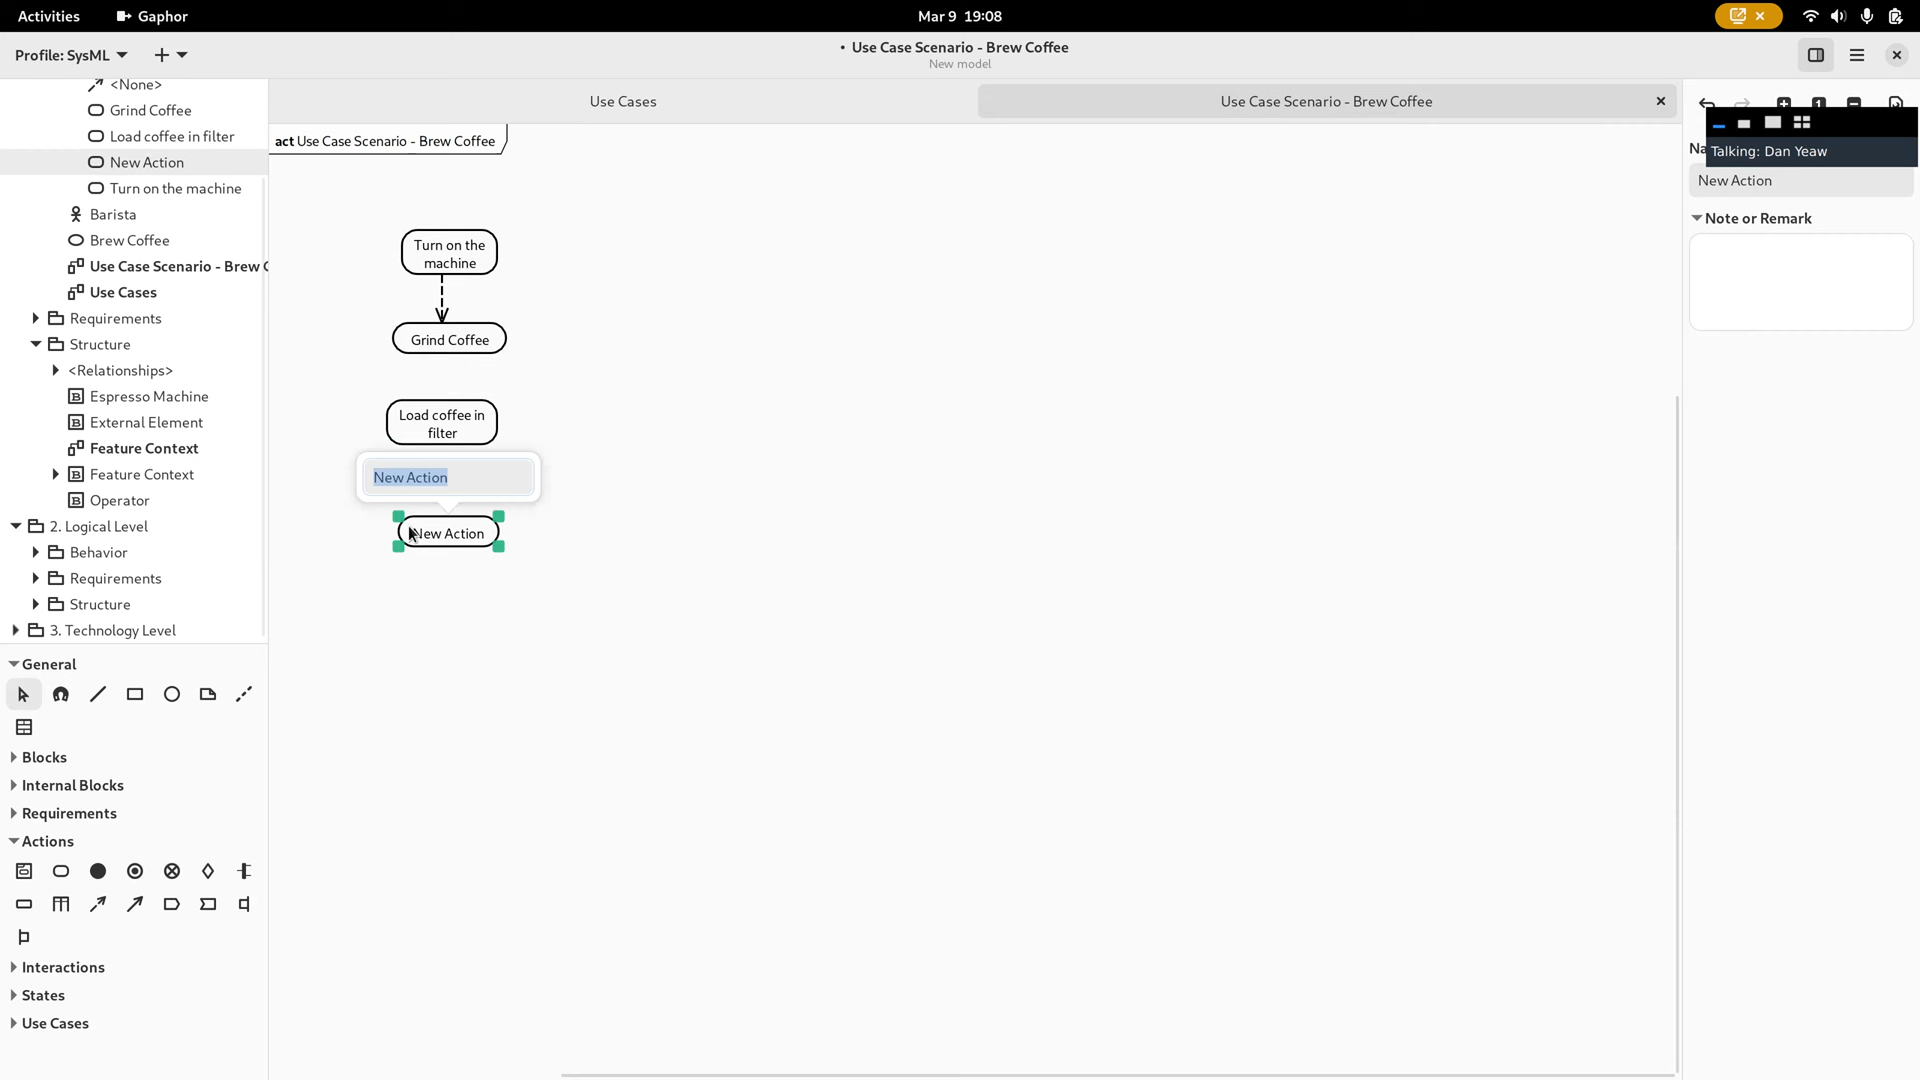 Activities
Gaphor
Mar 9 19:08
Profile: SysML
• Use Case Scenario - Brew Coffee
New model
<None>
Grind Coffee
Load coffee in filter
New Action
Turn on the machine
Barista
Brew Coffee
Use Case Scenario - Brew C
Use Cases
Requirements
Structure
<Relationships>
Espresso Machine
External Element
Feature Context
Feature Context
Operator
2. Logical Level
Behavior
Requirements
Structure
3. Technology Level
General
Blocks
Internal Blocks
Requirements
Actions
Interactions
States
Use Cases
Use Cases
Use Case Scenario - Brew Coffee
act Use Case Scenario - Brew Coffee
Turn on the
machine
Grind Coffee
Load coffee in
filter
New Action
New Action
1
Talking: Dan Yeaw
Na
New Action
Note or Remark